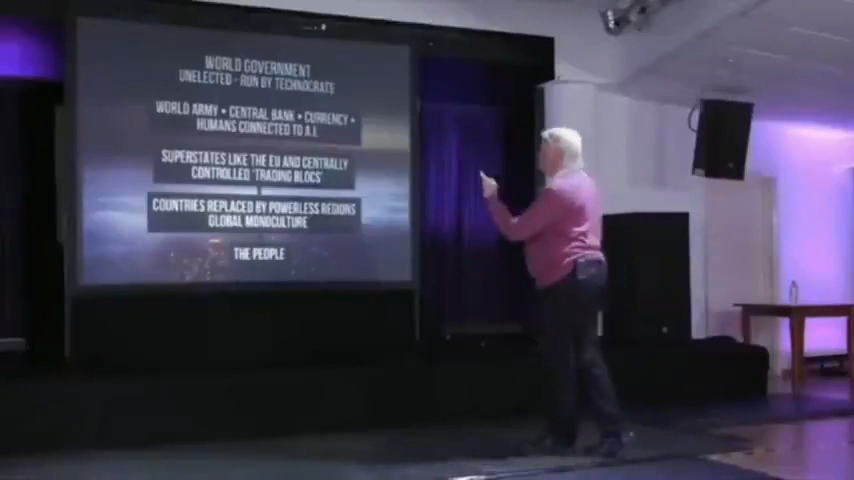 WORLD GOVERNMENT
UNELECTED - RUN BY TECHNOCRATS
WORLD ARMY • CENTRAL BANK • CURRENCY •
HUMANS CONNECTED TO A.I.
SUPERSTATES LIKE THE EU AND CENTRALLY
CONTROLLED 'TRADING BLOCS'
COUNTRIES REPLACED BY POWERLESS REGIONS
GLOBAL MONOCULTURE
THE PEOPLE